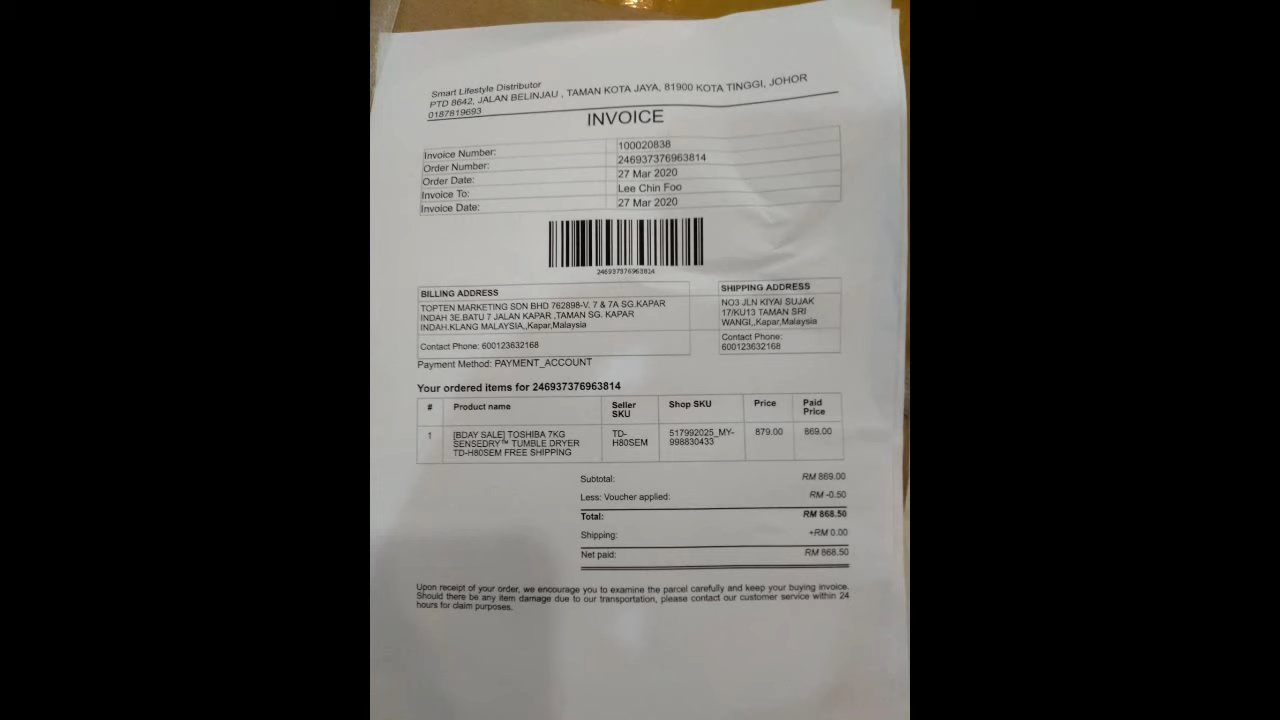 Smart Lifestyle Distributor
PTD 8642, JALAN BELINJAU , TAMAN KOTA JAYA, 81900 KOTA TINGGI, JOHOR
0187819693
INVOICE
Invoice Number: 100020838
Order Number: 246937376963814
Order Date: 27 Mar 2020
Invoice To: Lee Chin Foo
Invoice Date: 27 Mar 2020
246937376963814
BILLING ADDRESS
TOPTEN MARKETING SDN BHD 762898-V. 7 & 7A SG.KAPAR
INDAH 3E.BATU 7 JALAN KAPAR ,TAMAN SG. KAPAR
INDAH.KLANG MALAYSIA,,Kapar,Malaysia
Contact Phone: 600123632168
SHIPPING ADDRESS
NO3 JLN KIYAI SUJAK
17/KU13 TAMAN SRI
WANGI,,Kapar,Malaysia
Contact Phone:
600123632168
Payment Method: PAYMENT_ACCOUNT
Your ordered items for 246937376963814
# Product name Seller SKU Shop SKU Price Paid Price
1 [BDAY SALE] TOSHIBA 7KG TD- 517992025_MY- 879.00 869.00
SENSEDRY™ TUMBLE DRYER H80SEM 998830433
TD-H80SEM FREE SHIPPING
Subtotal: RM 869.00
Less: Voucher applied: RM -0.50
Total: RM 868.50
Shipping: +RM 0.00
Net paid: RM 868.50
Upon receipt of your order, we encourage you to examine the parcel carefully and keep your buying invoice.
Should there be any item damage due to our transportation, please contact our customer service within 24
hours for claim purposes.